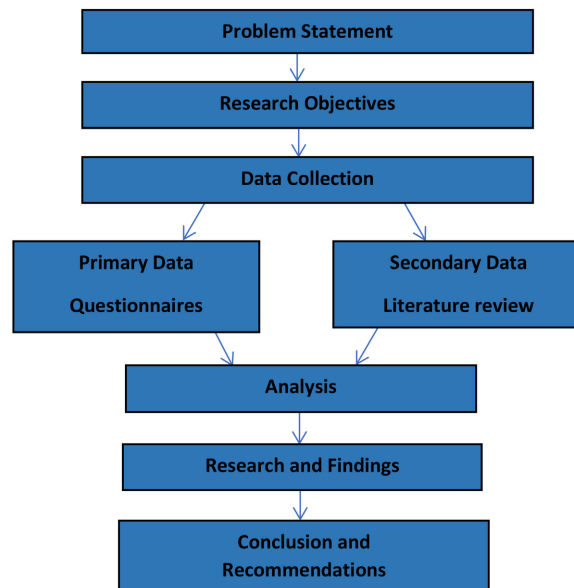 Problem Statement
Research Objectives
Data Collection
Primary Data
Questionnaires
Secondary Data
Literature review
Analysis
Research and Findings
Conclusion and
Recommendations